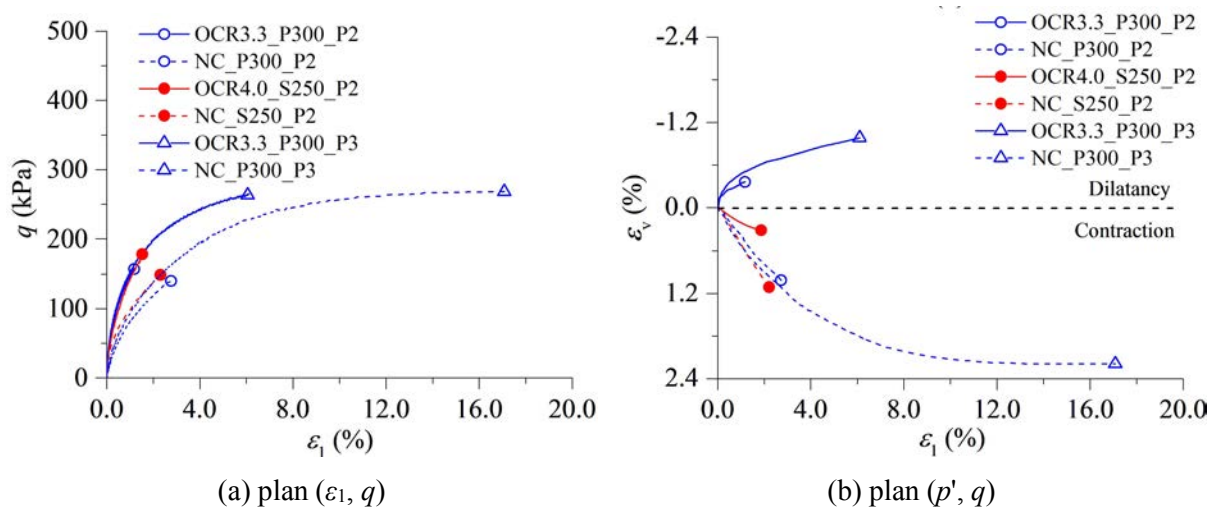 500
400
300
200
100
0
q (kPa)
OCR3.3_P300_P2
NC_P300_P2
OCR4.0_S250_P2
NC_S250_P2
OCR3.3_P300_P3
NC_P300_P3
0.0 4.0 8.0 12.0 16.0 20.0
ε1 (%)
(a) plan (ε1, q)
-2.4
-1.2
0.0
1.2
2.4
εv (%)
OCR3.3_P300_P2
NC_P300_P2
OCR4.0_S250_P2
NC_S250_P2
OCR3.3_P300_P3
NC_P300_P3
Dilatancy
Contraction
0.0 4.0 8.0 12.0 16.0 20.0
ε1 (%)
(b) plan (p', q)